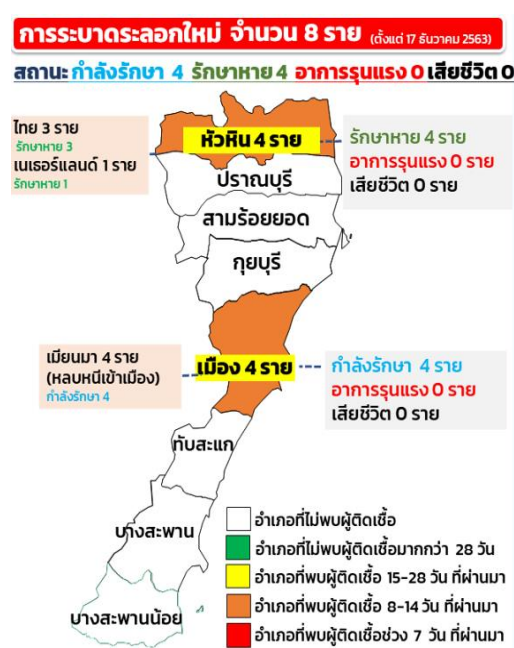 การระบาดระลอกใหม่ จำนวน 8 ราย (ตั้งแต่ 17 ธันวาคม 2563)
สถานะ กำลังรักษา 4 รักษาหาย 4 อาการรุนแรง 0 เสียชีวิต 0
ไทย 3 ราย
รักษาหาย 3
เนเธอร์แลนด์ 1 ราย
รักษาหาย 1
หัวหิน 4 ราย
รักษาหาย 4 ราย
อาการรุนแรง 0 ราย
เสียชีวิต 0 ราย
ปราณบุรี
สามร้อยยอด
กุยบุรี
เมียนมา 4 ราย
(หลบหนีเข้าเมือง)
กำลังรักษา 4
เมือง 4 ราย
กำลังรักษา 4 ราย
อาการรุนแรง 0 ราย
เสียชีวิต 0 ราย
ทับสะแก
บางสะพาน
บางสะพานน้อย
อำเภอที่ไม่พบผู้ติดเชื้อ
อำเภอที่ไม่พบผู้ติดเชื้อมากกว่า 28 วัน
อำเภอที่พบผู้ติดเชื้อ 15-28 วัน ที่ผ่านมา
อำเภอที่พบผู้ติดเชื้อ 8-14 วัน ที่ผ่านมา
อำเภอที่พบผู้ติดเชื้อช่วง 7 วัน ที่ผ่านมา